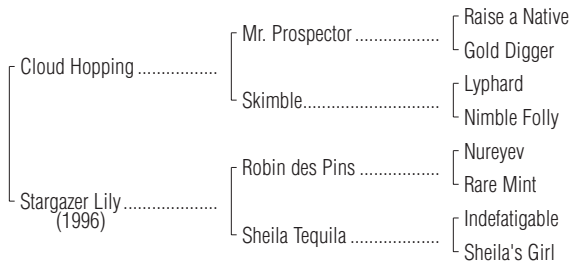 Raise a Native
Mr. Prospector ..................
Gold Digger
Cloud Hopping .................
Lyphard
Skimble.............................
Nimble Folly
Nureyev
Robin des Pins .................
Rare Mint
Stargazer Lily ....................
(1996)
Indefatigable
Sheila Tequila ...................
Sheila's Girl